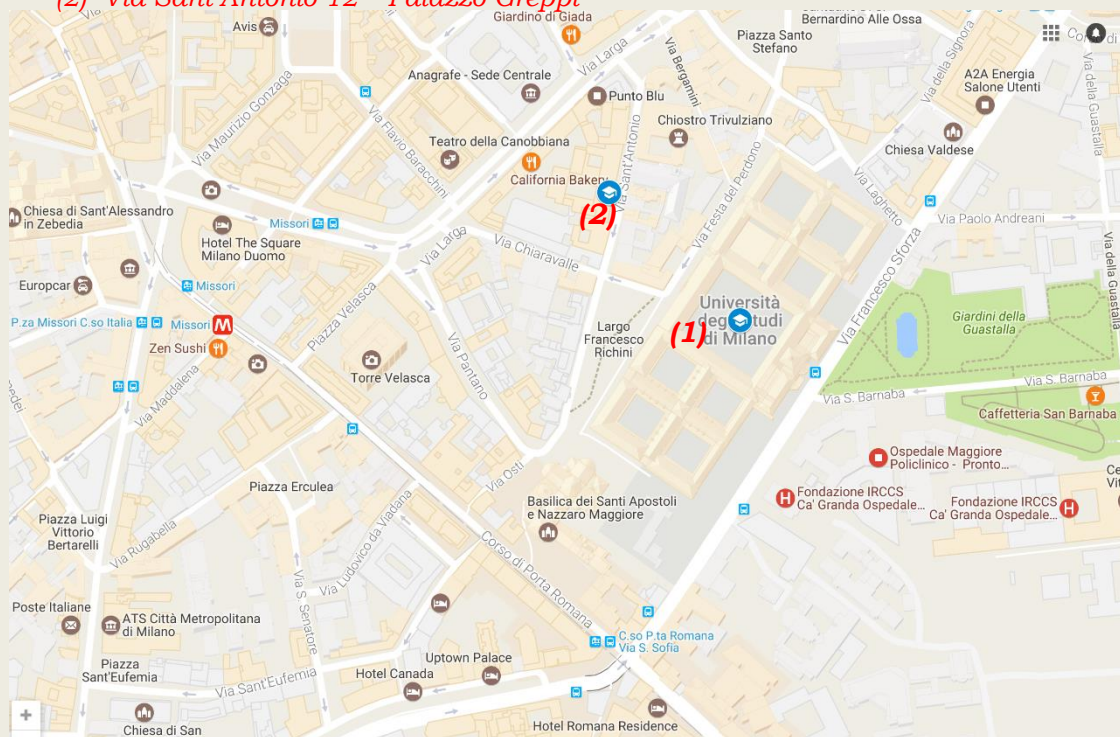 (2) Via Sant'Antonio 12 – Palazzo Greppi
Giardino di Giada
Bernardino Alle Ossa
Avis
Via Larga
Piazza Santo
Stefano
Via della Signora
Via Bergamini
Anagrafe - Sede Centrale
A2A Energia
Salone Utenti
Via Maurizio Gonzaga
Punto Blu
Via della Guastalla
Via Flavio Baracchini
Teatro della Canobbiana
Chiostro Trivulziano
Chiesa Valdese
California Bakery
Via Sant'Antonio
Via Festa del Perdono
Via Laghetto
(2)
Chiesa di Sant'Alessandro
in Zebedia
Missori
Via Larga
Via Paolo Andreani
Hotel The Square
Milano Duomo
Via Chiaravalle
Via Francesco Sforza
Via della Guastalla
Europcar
Missori
Piazza Velasca
Università
degli Studi
di Milano
(1)
Giardini della
Guastalla
P.za Missori C.so Italia
Missori
M
Largo
Francesco
Richini
Zen Sushi
Torre Velasca
Via Pantano
Via Maddalena
Via S. Barnaba
Via S. Barnaba
Caffetteria San Barnaba
Ospedale Maggiore
Policlinico - Pronto...
Via Osti
Piazza Erculea
Basilica dei Santi Apostoli
e Nazzaro Maggiore
H
Fondazione IRCCS
Ca' Granda Ospedale...
Fondazione IRCCS
Ca' Granda Ospedale...
H
Piazza Luigi
Vittorio
Bertarelli
Via Rugabella
Via Ludovico da Viadana
Corso di Porta Romana
Via S. Senatore
Poste Italiane
ATS Città Metropolitana
di Milano
C.so P.ta Romana
Via S. Sofia
Piazza
Sant'Eufemia
Via Sant'Eufemia
Uptown Palace
Hotel Canada
+
Chiesa di San
Hotel Romana Residence